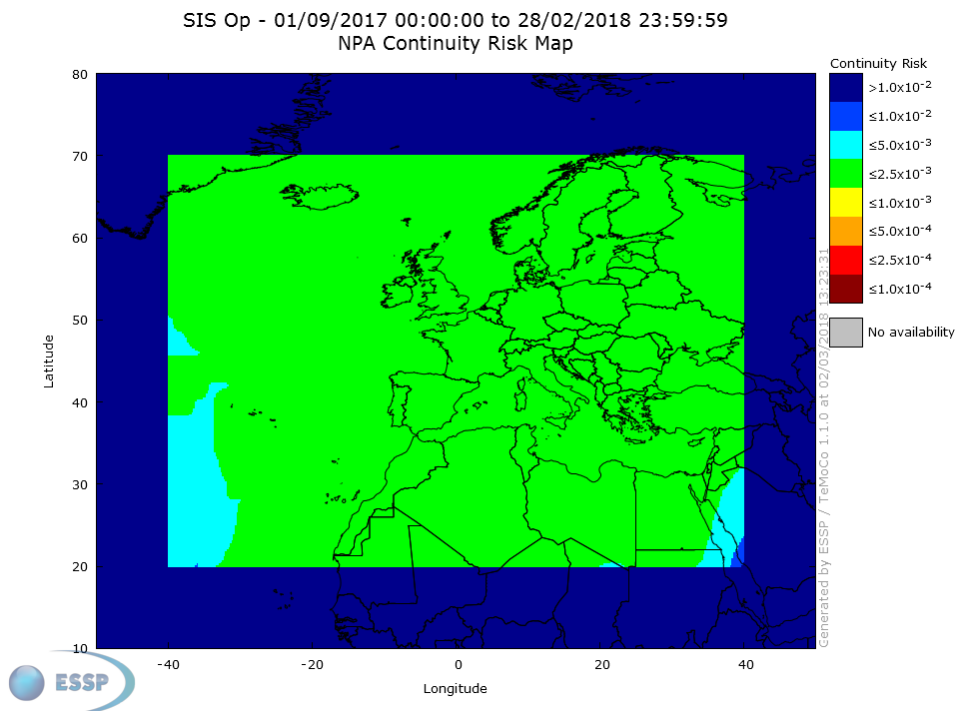 SIS Op - 01/09/2017 00:00:00 to 28/02/2018 23:59:59
NPA Continuity Risk Map
Continuity Risk
>1.0x10-2
≤1.0x10-2
≤5.0x10-3
≤2.5x10-3
≤1.0x10-3
≤5.0x10-4
≤2.5x10-4
≤1.0x10-4
No availability
80
70
60
50
40
30
20
10
Latitude
-40
-20
0
20
40
Longitude
Generated by ESSP / TeMoCo 1.1.0 at 02/03/2018 13:23:31
ESSP